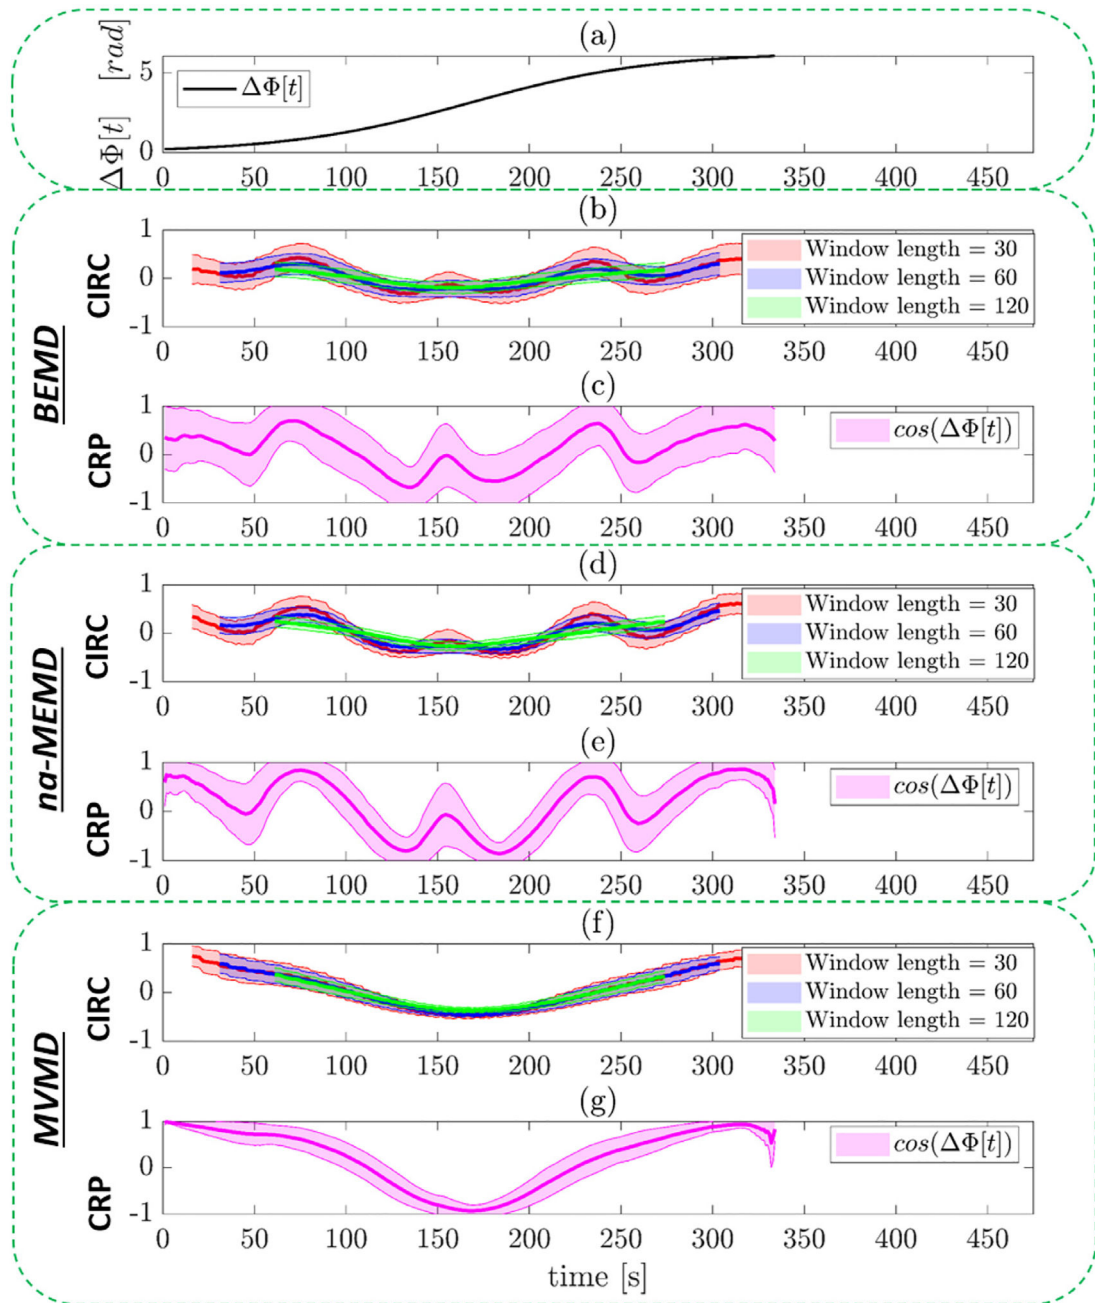 (a)
ΔΦ[t] [rad]
5
0
ΔΦ[t]
0 50 100 150 200 250 300 350 400 450
BEMD
(b)
CIRC
1
0
-1
Window length = 30
Window length = 60
Window length = 120
0 50 100 150 200 250 300 350 400 450
(c)
CRP
1
0
-1
cos(ΔΦ[t])
0 50 100 150 200 250 300 350 400 450
na-MEMD
(d)
CIRC
1
0
-1
Window length = 30
Window length = 60
Window length = 120
0 50 100 150 200 250 300 350 400 450
(e)
CRP
1
0
-1
cos(ΔΦ[t])
0 50 100 150 200 250 300 350 400 450
MVMD
(f)
CIRC
1
0
-1
Window length = 30
Window length = 60
Window length = 120
0 50 100 150 200 250 300 350 400 450
(g)
CRP
1
0
-1
cos(ΔΦ[t])
0 50 100 150 200 250 300 350 400 450
time [s]